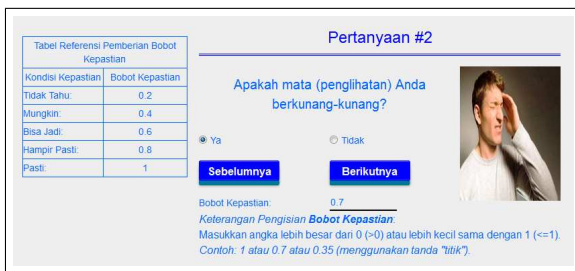 Tabel Referensi Pemberian Bobot
Kepastian
Kondisi Kepastian Bobot Kepastian
Tidak Tahu: 0.2
Mungkin: 0.4
Bisa Jadi: 0.6
Hampir Pasti: 0.8
Pasti: 1
Pertanyaan #2
Apakah mata (penglihatan) Anda
berkunang-kunang?
Ya Tidak
Sebelumnya Berikutnya
Bobot Kepastian: 0.7
Keterangan Pengisian Bobot Kepastian:
Masukkan angka lebih besar dari 0 (>0) atau lebih kecil sama dengan 1 (<=1).
Contoh: 1 atau 0.7 atau 0.35 (menggunakan tanda "titik").